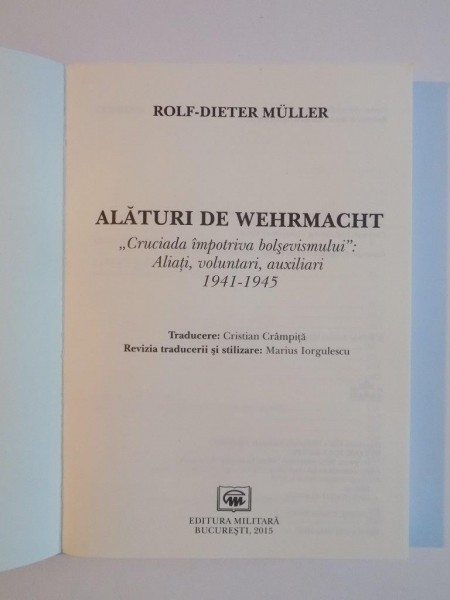 ROLF-DIETER MÜLLER
ALĂTURI DE WEHRMACHT
„Cruciada împotriva bolşevismului”:
Aliaţi, voluntari, auxiliari
1941-1945
Traducere: Cristian Crâmpiţă
Revizia traducerii şi stilizare: Marius Iorgulescu
EDITURA MILITARĂ
BUCUREŞTI, 2015